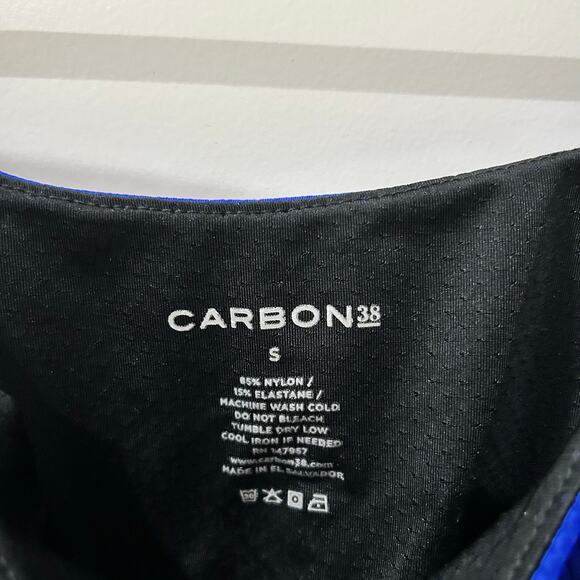 CARBON38
S
85% NYLON /
15% ELASTANE /
MACHINE WASH COLD
DO NOT BLEACH
TUMBLE DRY LOW
COOL IRON IF NEEDED
RN 147957
www.carbon38.com
MADE IN EL SALVADOR